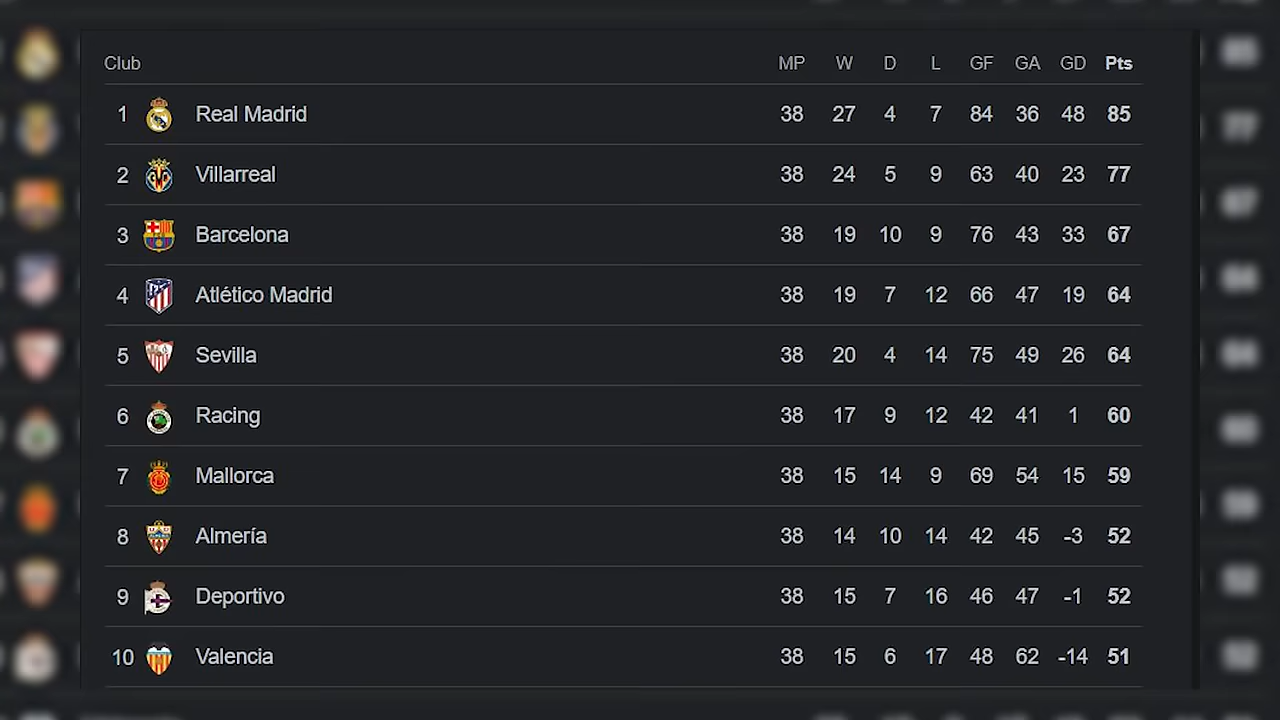 Club MP W D L GF GA GD Pts
1 Real Madrid 38 27 4 7 84 36 48 85
2 Villarreal 38 24 5 9 63 40 23 77
3 Barcelona 38 19 10 9 76 43 33 67
4 Atlético Madrid 38 19 7 12 66 47 19 64
5 Sevilla 38 20 4 14 75 49 26 64
6 Racing 38 17 9 12 42 41 1 60
7 Mallorca 38 15 14 9 69 54 15 59
8 Almería 38 14 10 14 42 45 -3 52
9 Deportivo 38 15 7 16 46 47 -1 52
10 Valencia 38 15 6 17 48 62 -14 51